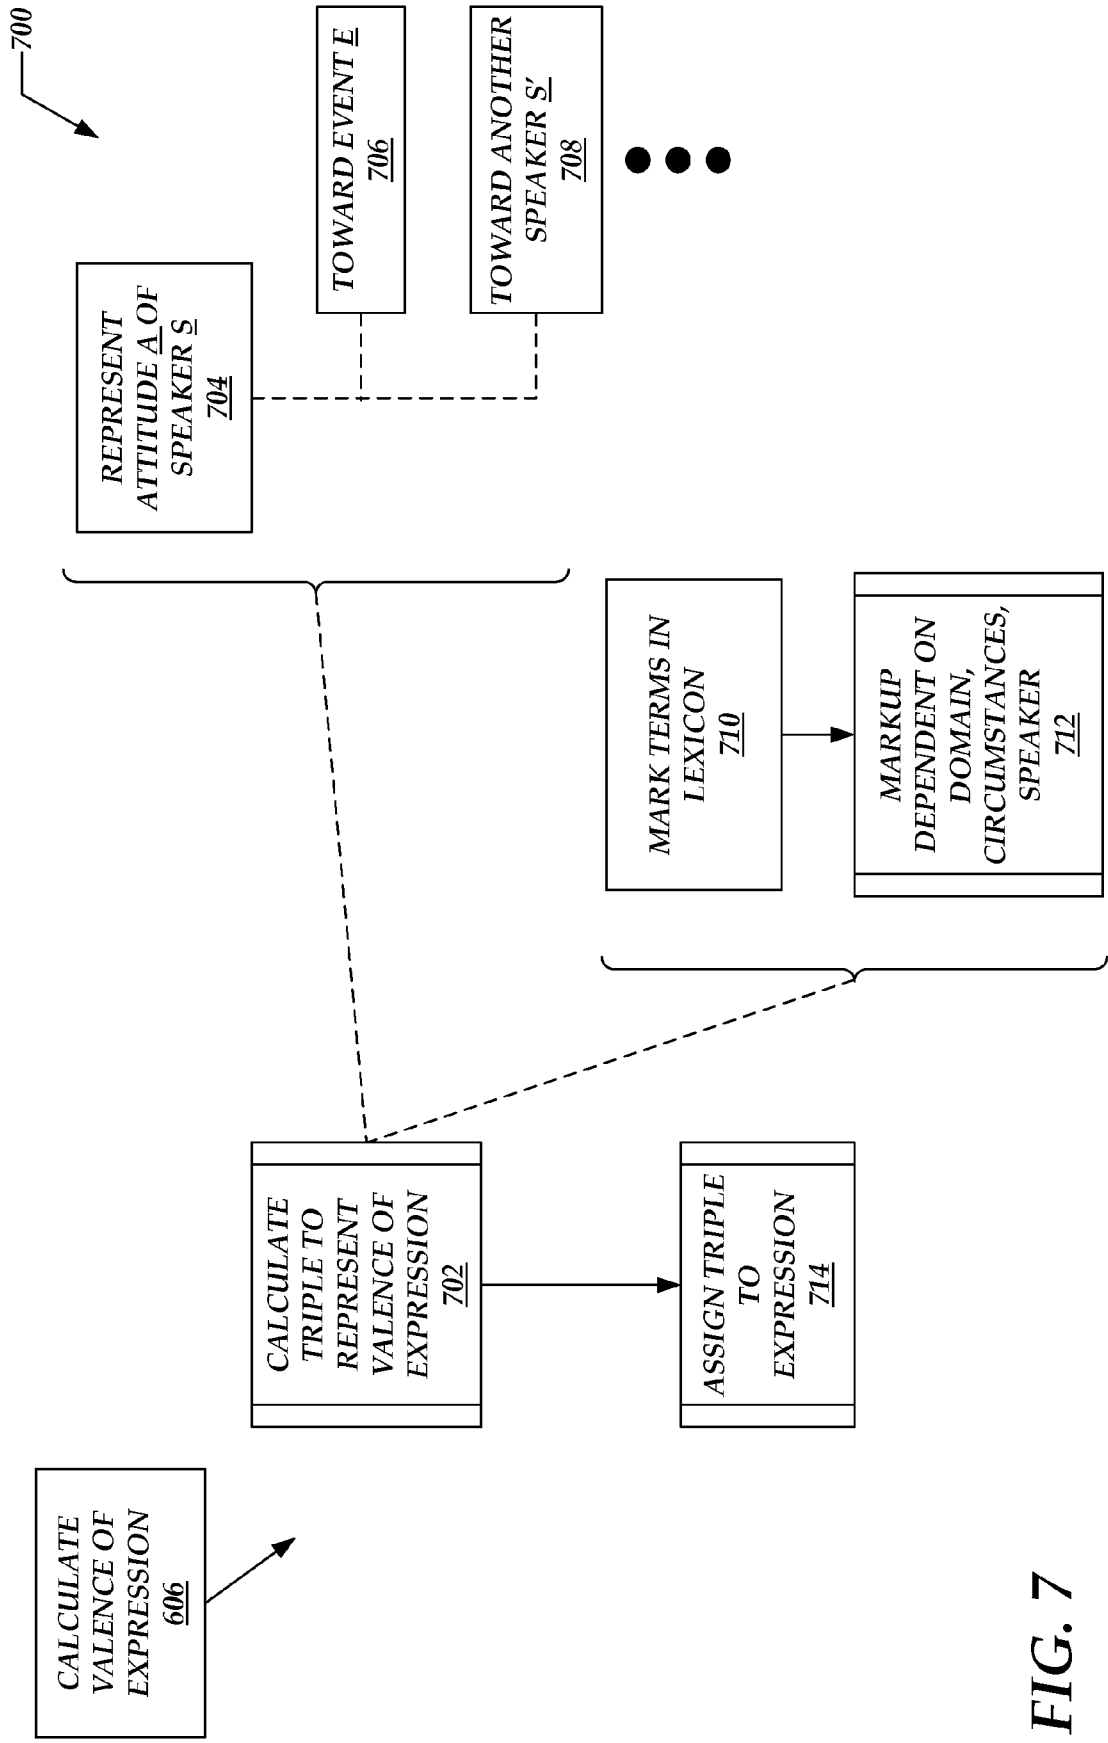 700
CALCULATE
VALENCE OF
EXPRESSION
606
CALCULATE
TRIPLE TO
REPRESENT
VALENCE OF
EXPRESSION
702
ASSIGN TRIPLE
TO
EXPRESSION
714
REPRESENT
ATTITUDE A OF
SPEAKER S
704
TOWARD EVENT E
706
TOWARD ANOTHER
SPEAKER S'
708
MARK TERMS IN
LEXICON
710
MARKUP
DEPENDENT ON
DOMAIN,
CIRCUMSTANCES,
SPEAKER
712
FIG. 7